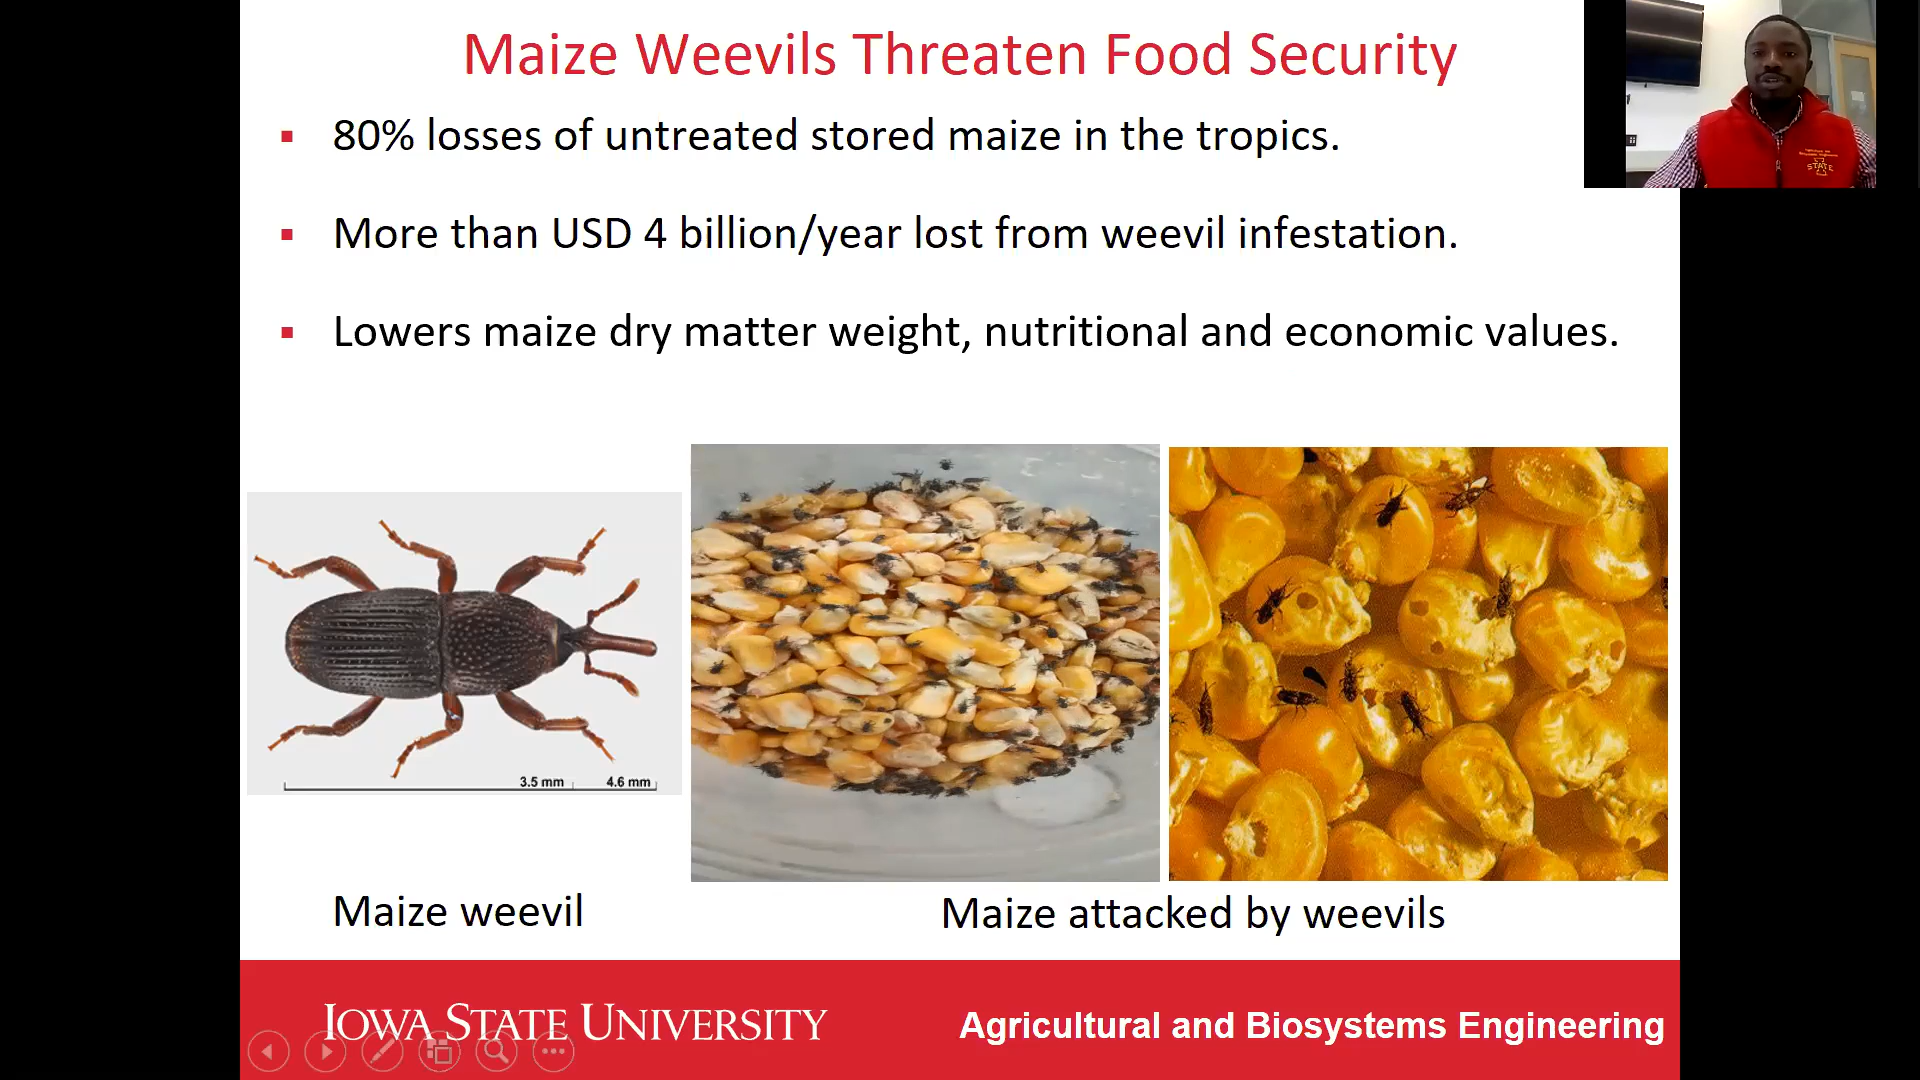 Maize Weevils Threaten Food Security
80% losses of untreated stored maize in the tropics.
More than USD 4 billion/year lost from weevil infestation.
Lowers maize dry matter weight, nutritional and economic values.
3.5 mm 4.6 mm
Maize weevil
Maize attacked by weevils
IOWA STATE UNIVERSITY
Agricultural and Biosystems Engineering
STATE